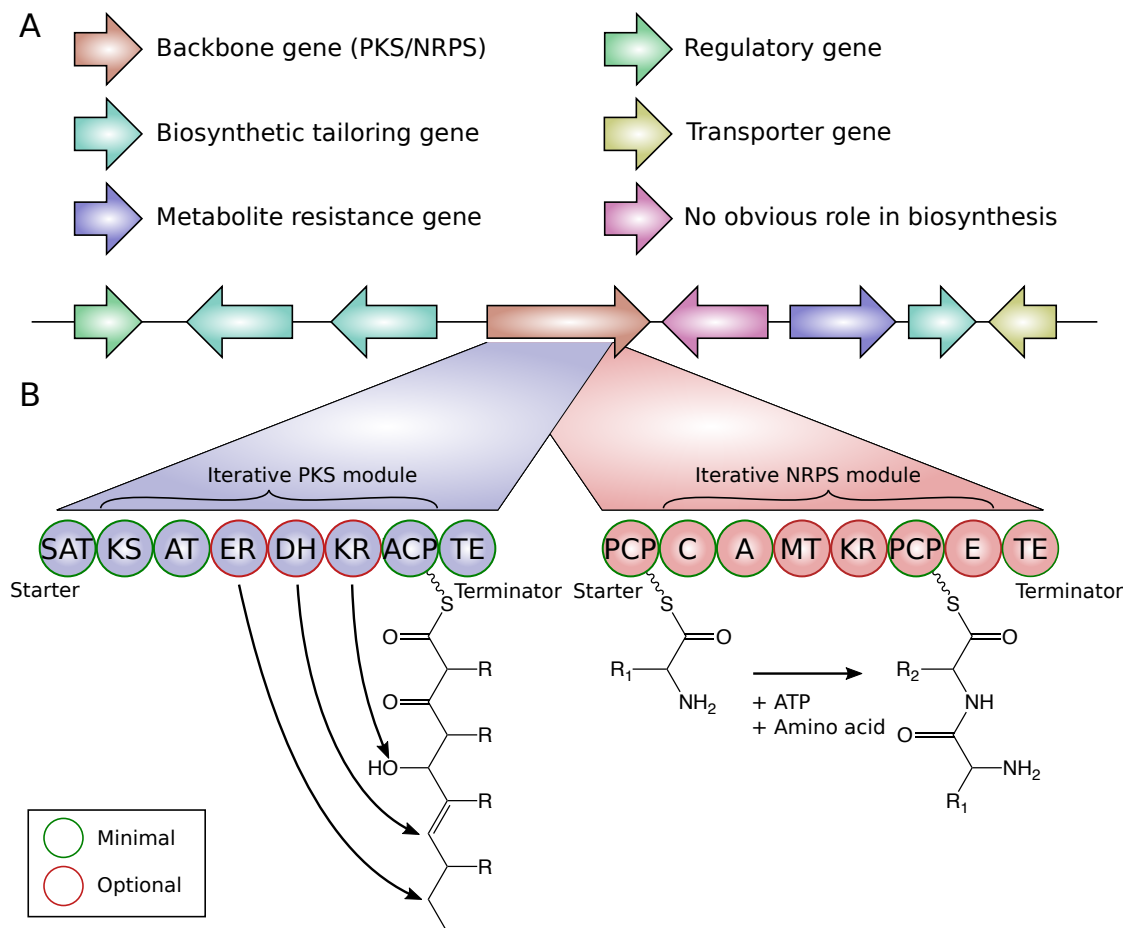 A
Backbone gene (PKS/NRPS)
Regulatory gene
Biosynthetic tailoring gene
Transporter gene
Metabolite resistance gene
No obvious role in biosynthesis
B
Iterative PKS module
Iterative NRPS module
SAT KS AT ER DH KR ACP TE
PCP C A MT KR PCP E TE
Starter
Terminator
Starter
Terminator
S
O
R
O
R
HO
R
R
S
O
R1
NH2
+ ATP
+ Amino acid
S
O
R2
NH
O
NH2
R1
Minimal
Optional